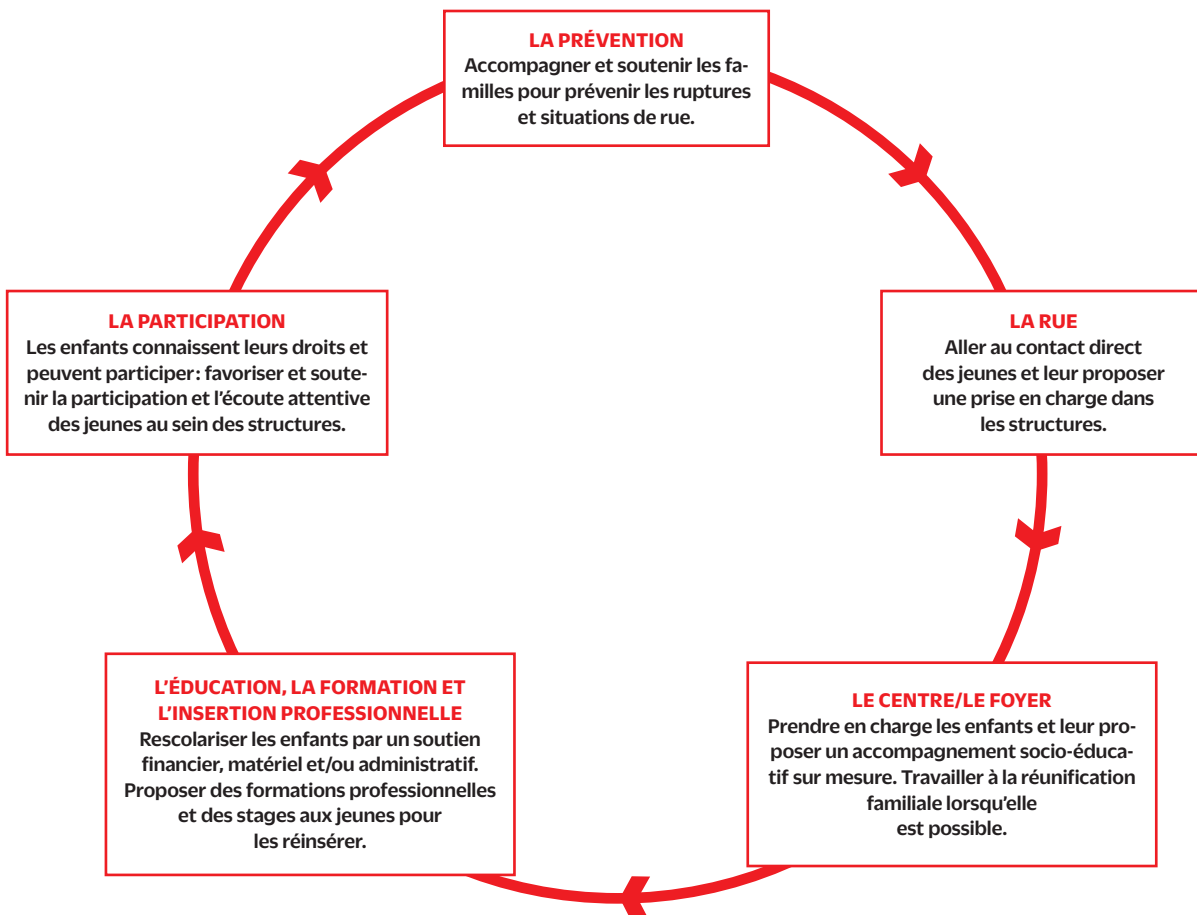 LA PRÉVENTION
Accompagner et soutenir les fa-
milles pour prévenir les ruptures
et situations de rue.
LA RUE
Aller au contact direct
des jeunes et leur proposer
une prise en charge dans
les structures.
LE CENTRE/LE FOYER
Prendre en charge les enfants et leur pro-
poser un accompagnement socio-éduca-
tif sur mesure. Travailler à la réunification
familiale lorsqu'elle
est possible.
L'ÉDUCATION, LA FORMATION ET
L'INSERTION PROFESSIONNELLE
Rescolariser les enfants par un soutien
financier, matériel et/ou administratif.
Proposer des formations professionnelles
et des stages aux jeunes pour
les réinsérer.
LA PARTICIPATION
Les enfants connaissent leurs droits et
peuvent participer: favoriser et soute-
nir la participation et l'écoute attentive
des jeunes au sein des structures.